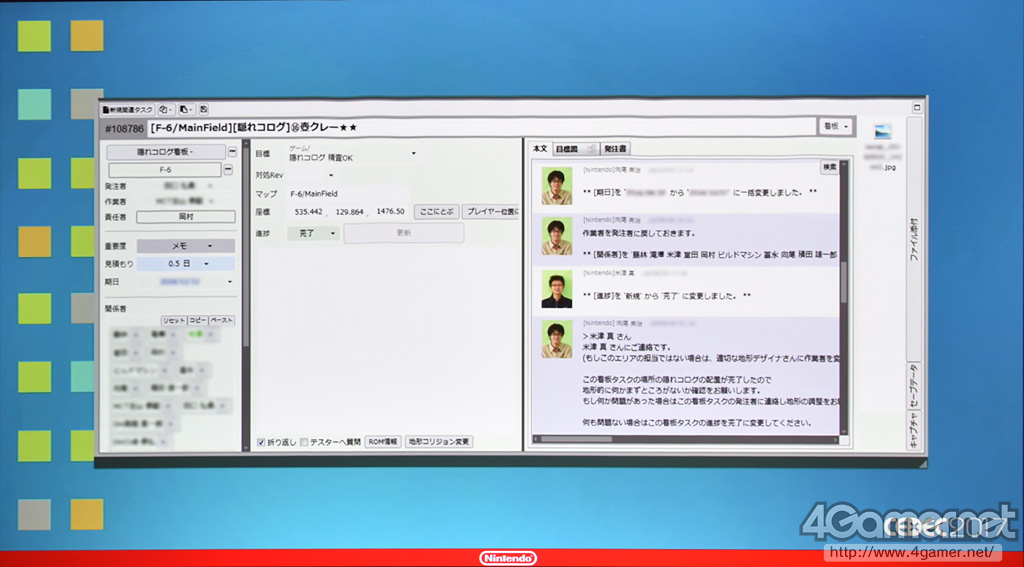 新規関連タスク
#108786
[F-6/MainField][隠れコログ]⑯壺クレー★★
看板
隠れコログ看板
F-6
発注者
作業者
責任者 岡村
重要度 メモ
見積もり 0.5 日
期日
関係者
リセット コピー ペースト
目標 ゲーム/
隠れコログ 精査OK
対処Rev
マップ F-6/MainField
座標 535.442 , 129.864 , 1476.50 ここにとぶ プレイヤー位置に
進捗 完了 更新
折り返し テスターへ質問 ROM情報 地形コリジョン変更
本文 目標図 発注書
検索
[Nintendo]向尾 英治
** [期日]を から に一括変更しました。 **
[Nintendo]向尾 英治
作業者を発注者に戻しておきます。
** [関係者]を '藤林 滝澤 米津 堂田 岡村 ビルドマシン 冨永 向尾 積田 雄一郎
[Nintendo]米津 真
** [進捗]を '新規' から '完了' に変更しました。 **
[Nintendo]向尾 英治
＞米津 真 さん
米津 真 さんにご連絡です。
(もしこのエリアの担当ではない場合は、適切な地形デザイナさんに作業者を変
この看板タスクの場所の隠れコログの配置が完了したので
地形的に何かまずところがないか確認をお願いします。
もし何か問題があった場合はこの看板タスクの発注者に連絡し地形の調整をお
何も問題ない場合はこの看板タスクの進捗を完了に変更してください。
.jpg
ファイル添付
セーブデータ
キャプチャ
Nintendo
CEDEC2017
4Gamer.net
http://www.4gamer.net/